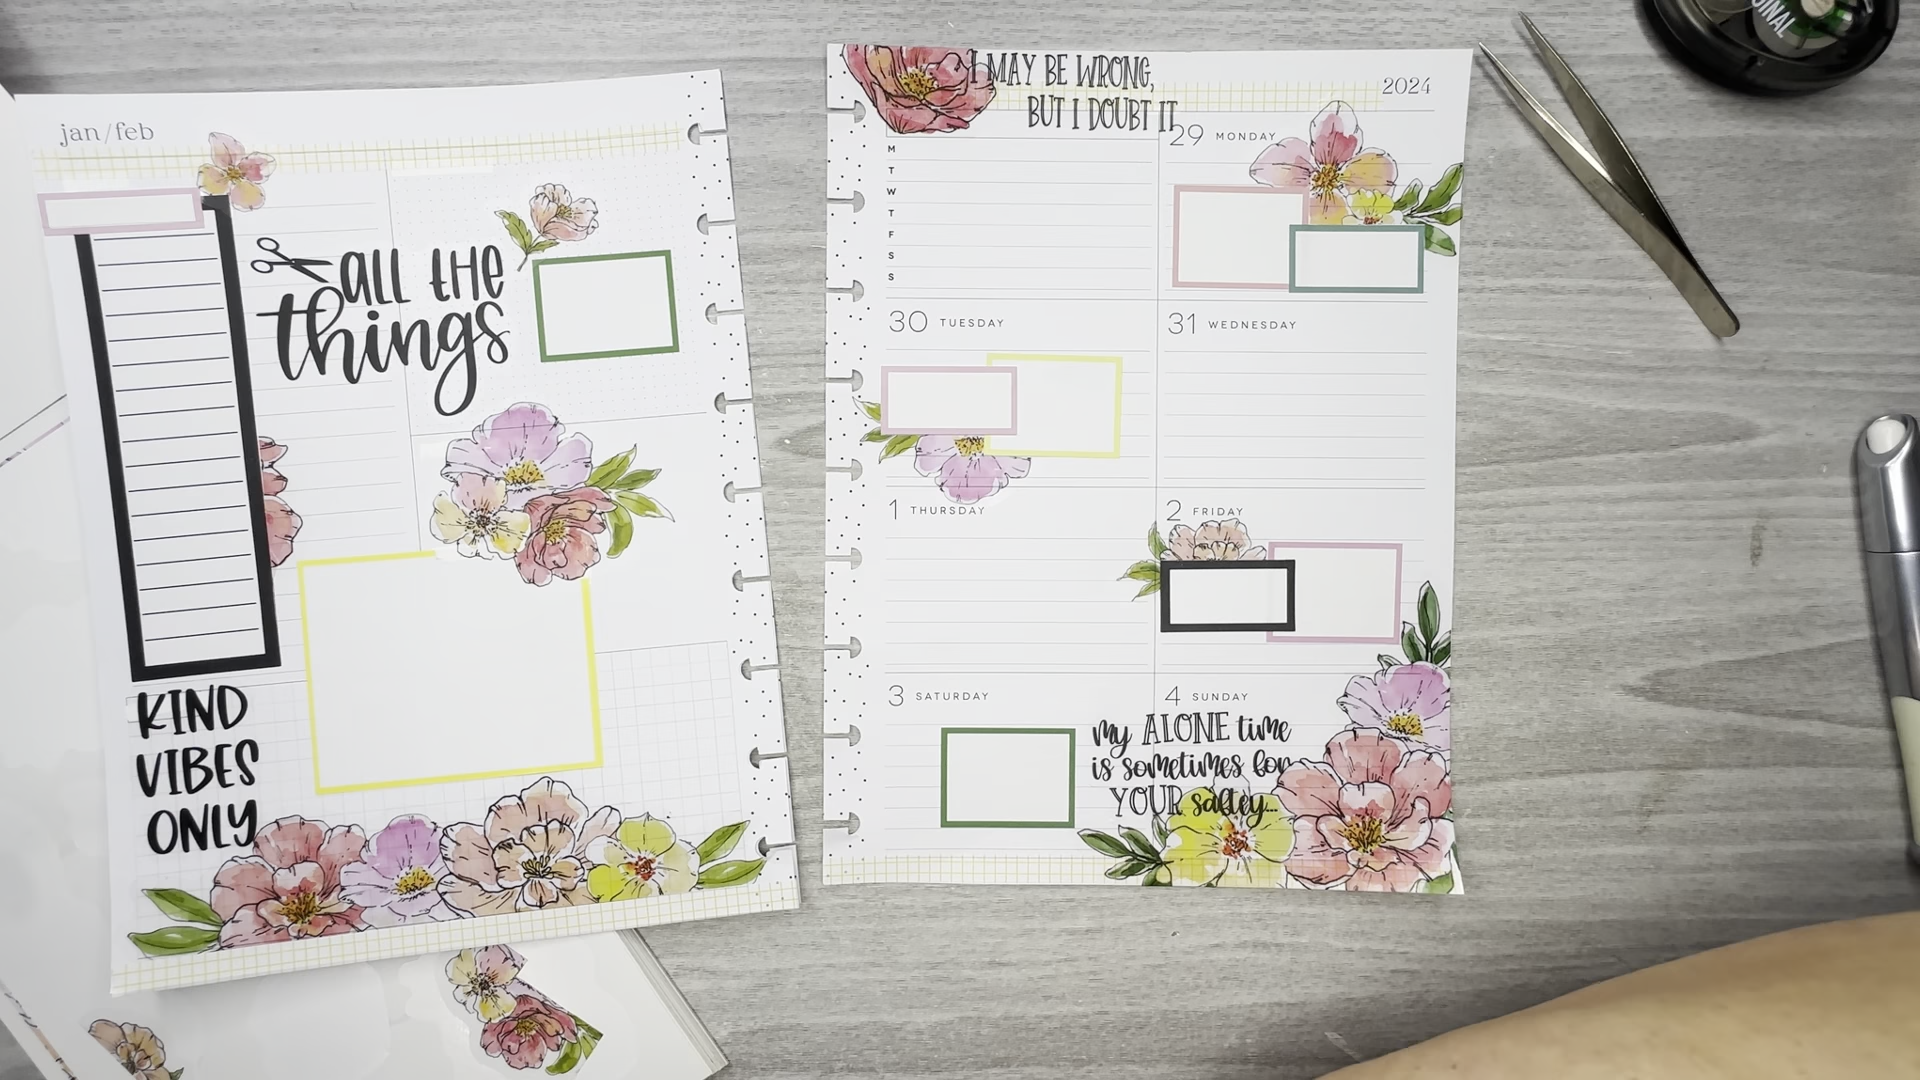 jan/feb
all the
things
KIND
VIBES
ONLY
I MAY BE WRONG,
BUT I DOUBT IT
2024
M
T
W
T
F
S
S
29 MONDAY
30 TUESDAY
31 WEDNESDAY
1 THURSDAY
2 FRIDAY
3 SATURDAY
4 SUNDAY
my ALONE time
is sometimes for
YOUR saftey...